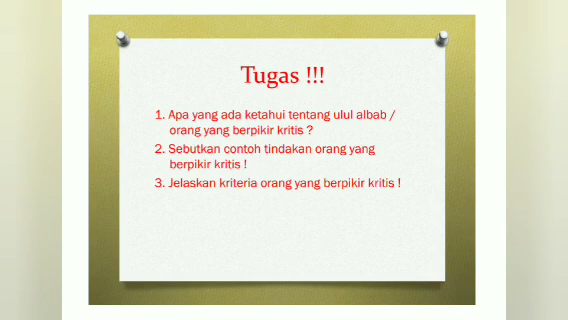 Tugas !!!
1. Apa yang ada ketahui tentang ulul albab /
orang yang berpikir kritis ?
2. Sebutkan contoh tindakan orang yang
berpikir kritis !
3. Jelaskan kriteria orang yang berpikir kritis !